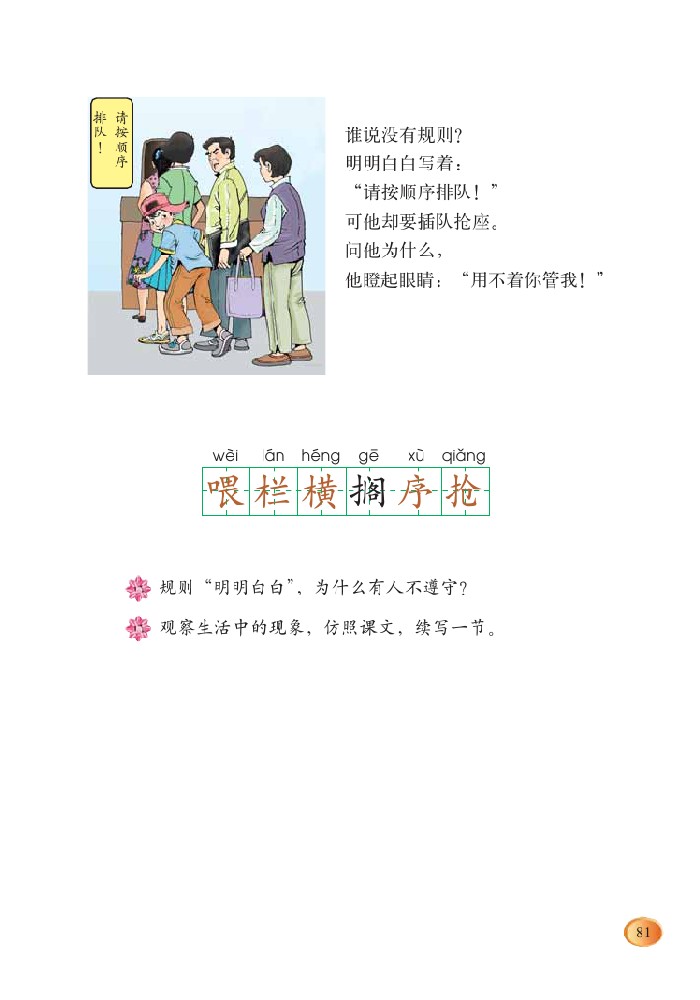 请按顺序
排队！
谁说没有规则？
明明白白写着：
“请按顺序排队！”
可他却要插队抢座。
问他为什么，
他瞪起眼睛：“用不着你管我！”
wèi lán héng gē xù qiǎng
喂栏横搁序抢
规则“明明白白”，为什么有人不遵守？
观察生活中的现象，仿照课文，续写一节。
81